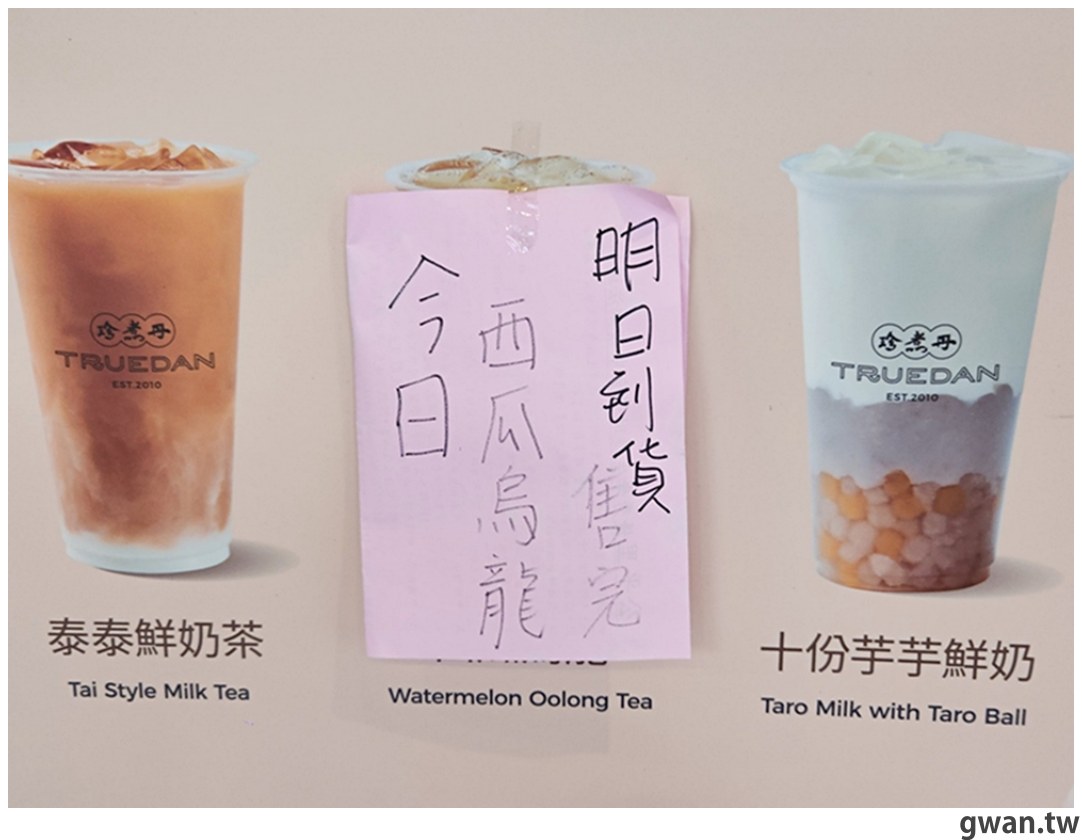 珍煮丹
TRUEDAN
EST.2010
泰泰鮮奶茶
Tai Style Milk Tea
明日到貨
今日
西瓜烏龍
售完
Watermelon Oolong Tea
珍煮丹
TRUEDAN
EST.2010
十份芋芋鮮奶
Taro Milk with Taro Ball
gwan.tw